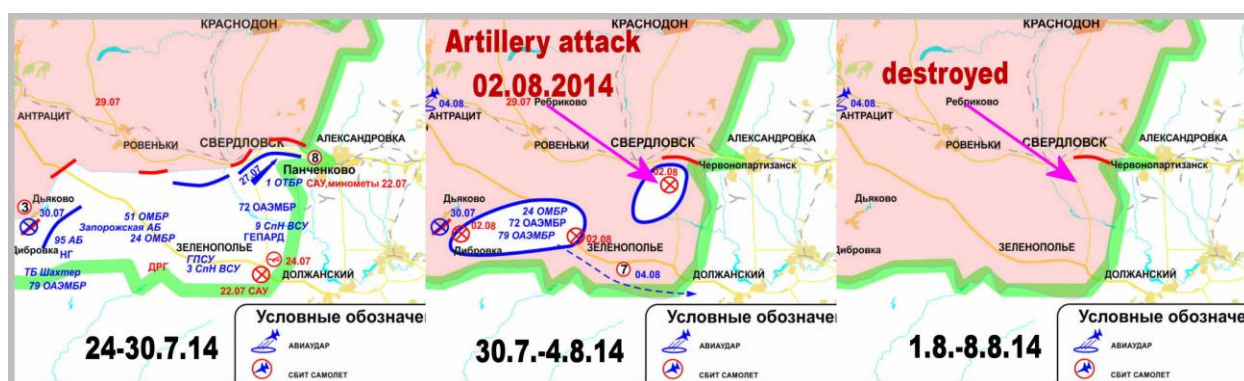 КРАСНОДОН
29.07
АНТРАЦИТ
РОВЕНЬКИ
СВЕРДЛОВСК
АЛЕКСАНДРОВКА
8
Панченково
27.07
1 ОТБР
САУ,минометы 22.07
Дьяково
3
30.07
72 ОАЭМБР
51 ОМБР
Запорожская АБ
24 ОМБР
9 СпН ВСУ
ГЕПАРД
95 АБ
Дибровка
НГ
ЗЕЛЕНОПОЛЬЕ
ГПСУ
3 СпН ВСУ
24.07
ТБ Шахтер
79 ОАЭМБР
ДРГ
ДОЛЖАНСКИЙ
22.07 САУ
24-30.7.14
Условные обозначе
АВИАУДАР
СБИТ САМОЛЕТ
КРАСНОДОН
Artillery attack
02.08.2014
04.08
29.07
Ребриково
АНТРАЦИТ
РОВЕНЬКИ
СВЕРДЛОВСК
АЛЕКСАНДРОВКА
Червонопартизанск
02.08
Дьяково
30.07
02.08
24 ОМБР
72 ОАЭМБР
79 ОАЭМБР
02.08
Дибровка
ЗЕЛЕНОПОЛЬЕ
7
04.08
ДОЛЖАНСКИЙ
30.7.-4.8.14
Условные обозначе
АВИАУДАР
СБИТ САМОЛЕТ
КРАСНОДОН
destroyed
04.08
Ребриково
АНТРАЦИТ
РОВЕНЬКИ
СВЕРДЛОВСК
АЛЕКСАНДРОВКА
Червонопартизанск
Дьяково
Дибровка
ЗЕЛЕНОПОЛЬЕ
ДОЛЖАНСКИЙ
1.8.-8.8.14
Условные обозначе
АВИАУДАР
СБИТ САМОЛЕТ